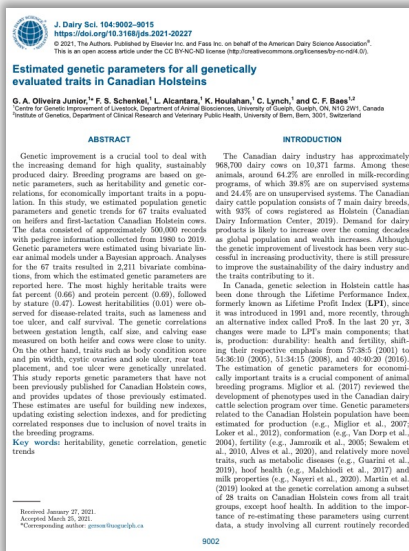 J. Dairy Sci. 104:9002–9015
https://doi.org/10.3168/jds.2021-20227
© 2021, The Authors. Published by Elsevier Inc. and Fass Inc. on behalf of the American Dairy Science Association®.
This is an open access article under the CC BY-NC-ND license (http://creativecommons.org/licenses/by-nc-nd/4.0/).
Estimated genetic parameters for all genetically
evaluated traits in Canadian Holsteins
G. A. Oliveira Junior,¹* F. S. Schenkel,¹ L. Alcantara,¹ K. Houlahan,¹ C. Lynch,¹ and C. F. Baes¹,²
¹Centre for Genetic Improvement of Livestock, Department of Animal Biosciences, University of Guelph, Guelph, ON, N1G 2W1, Canada
²Institute of Genetics, Department of Clinical Research and Veterinary Public Health, University of Bern, Bern, 3001, Switzerland
ABSTRACT
Genetic improvement is a crucial tool to deal with
the increasing demand for high quality, sustainably
produced dairy. Breeding programs are based on ge-
netic parameters, such as heritability and genetic cor-
relations, for economically important traits in a popu-
lation. In this study, we estimated population genetic
parameters and genetic trends for 67 traits evaluated
on heifers and first-lactation Canadian Holstein cows.
The data consisted of approximately 500,000 records
with pedigree information collected from 1980 to 2019.
Genetic parameters were estimated using bivariate lin-
ear animal models under a Bayesian approach. Analyses
for the 67 traits resulted in 2,211 bivariate combina-
tions, from which the estimated genetic parameters are
reported here. The most highly heritable traits were
fat percent (0.66) and protein percent (0.69), followed
by stature (0.47). Lowest heritabilities (0.01) were ob-
served for disease-related traits, such as lameness and
toe ulcer, and calf survival. The genetic correlations
between gestation length, calf size, and calving ease
measured on both heifer and cows were close to unity.
On the other hand, traits such as body condition score
and pin width, cystic ovaries and sole ulcer, rear teat
placement, and toe ulcer were genetically unrelated.
This study reports genetic parameters that have not
been previously published for Canadian Holstein cows,
and provides updates of those previously estimated.
These estimates are useful for building new indexes,
updating existing selection indexes, and for predicting
correlated responses due to inclusion of novel traits in
the breeding programs.
Key words: heritability, genetic correlation, genetic
trends
Received January 27, 2021.
Accepted March 25, 2021.
*Corresponding author: gerson@uoguelph.ca
INTRODUCTION
The Canadian dairy industry has approximately
968,700 dairy cows on 10,371 farms. Among these
animals, around 64.2% are enrolled in milk-recording
programs, of which 39.8% are on supervised systems
and 24.4% are on unsupervised systems. The Canadian
dairy cattle population consists of 7 main dairy breeds,
with 93% of cows registered as Holstein (Canadian
Dairy Information Center, 2019). Demand for dairy
products is likely to increase over the coming decades
as global population and wealth increases. Although
the genetic improvement of livestock has been very suc-
cessful in increasing productivity, there is still pressure
to improve the sustainability of the dairy industry and
the traits contributing to it.
In Canada, genetic selection in Holstein cattle has
been done through the Lifetime Performance Index,
formerly known as Lifetime Profit Index (LPI), since
it was introduced in 1991 and, more recently, through
an alternative index called Pro$. In the last 20 yr, 3
changes were made to LPI's main components; that
is, production: durability: health and fertility, shift-
ing their respective emphasis from 57:38:5 (2001) to
54:36:10 (2005), 51:34:15 (2008), and 40:40:20 (2016).
The estimation of genetic parameters for economi-
cally important traits is a crucial component of animal
breeding programs. Miglior et al. (2017) reviewed the
development of phenotypes used in the Canadian dairy
cattle selection program over time. Genetic parameters
related to the Canadian Holstein population have been
estimated for production (e.g., Miglior et al., 2007;
Loker et al., 2012), conformation (e.g., Van Dorp et al.,
2004), fertility (e.g., Jamrozik et al., 2005; Sewalem et
al., 2010, Alves et al., 2020), and relatively more novel
traits, such as metabolic diseases (e.g., Guarini et al.,
2019), hoof health (e.g., Malchiodi et al., 2017) and
milk properties (e.g., Nayeri et al., 2020). Martin et al.
(2019) looked at the genetic correlation among a subset
of 28 traits on Canadian Holstein cows from all trait
groups, except hoof health. In addition to the impor-
tance of re-estimating these parameters using current
data, a study involving all current routinely recorded
9002